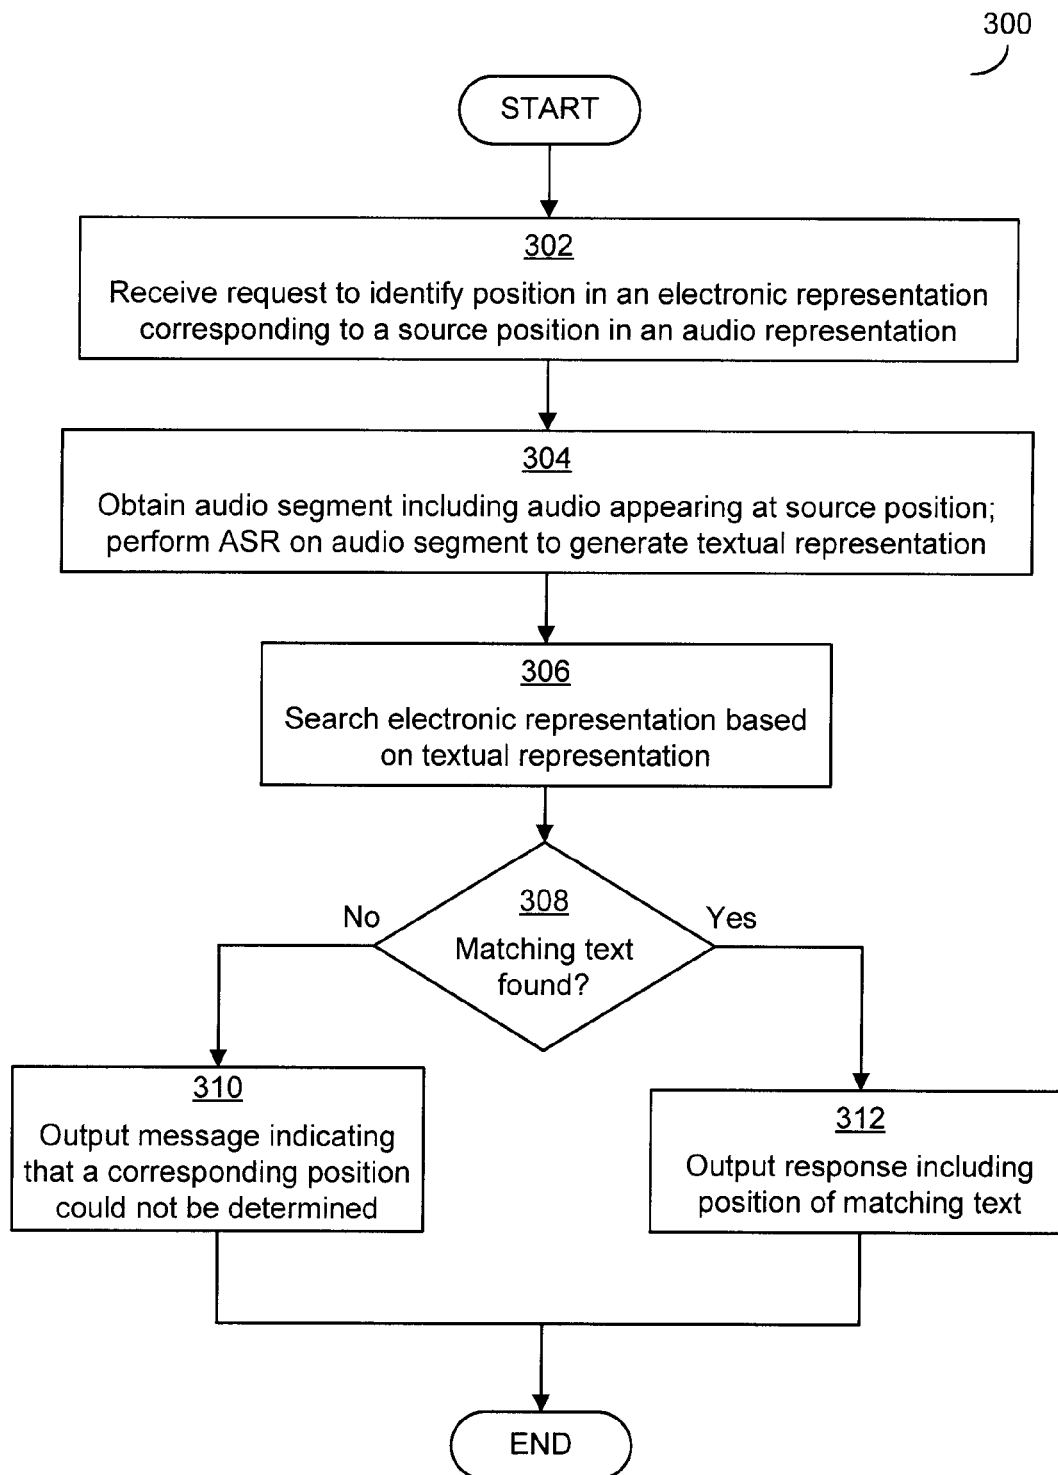 300
START
302
Receive request to identify position in an electronic representation
corresponding to a source position in an audio representation
304
Obtain audio segment including audio appearing at source position;
perform ASR on audio segment to generate textual representation
306
Search electronic representation based
on textual representation
308
Matching text
found?
No
Yes
310
Output message indicating
that a corresponding position
could not be determined
312
Output response including
position of matching text
END